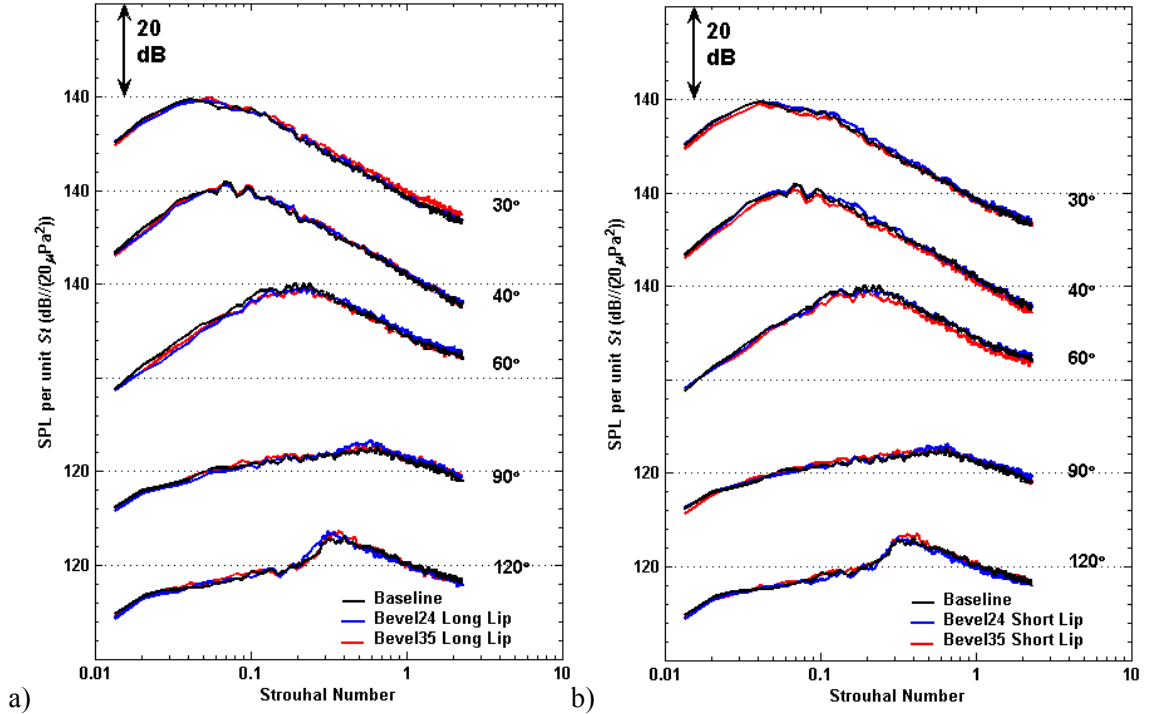 20
dB
140
140
140
120
120
SPL per unit St (dB//(20µPa²))
30°
40°
60°
90°
120°
Baseline
Bevel24 Long Lip
Bevel35 Long Lip
0.01 0.1 1 10
Strouhal Number
a)
20
dB
140
140
140
120
120
SPL per unit St (dB//(20µPa²))
30°
40°
60°
90°
120°
Baseline
Bevel24 Short Lip
Bevel35 Short Lip
0.01 0.1 1 10
Strouhal Number
b)